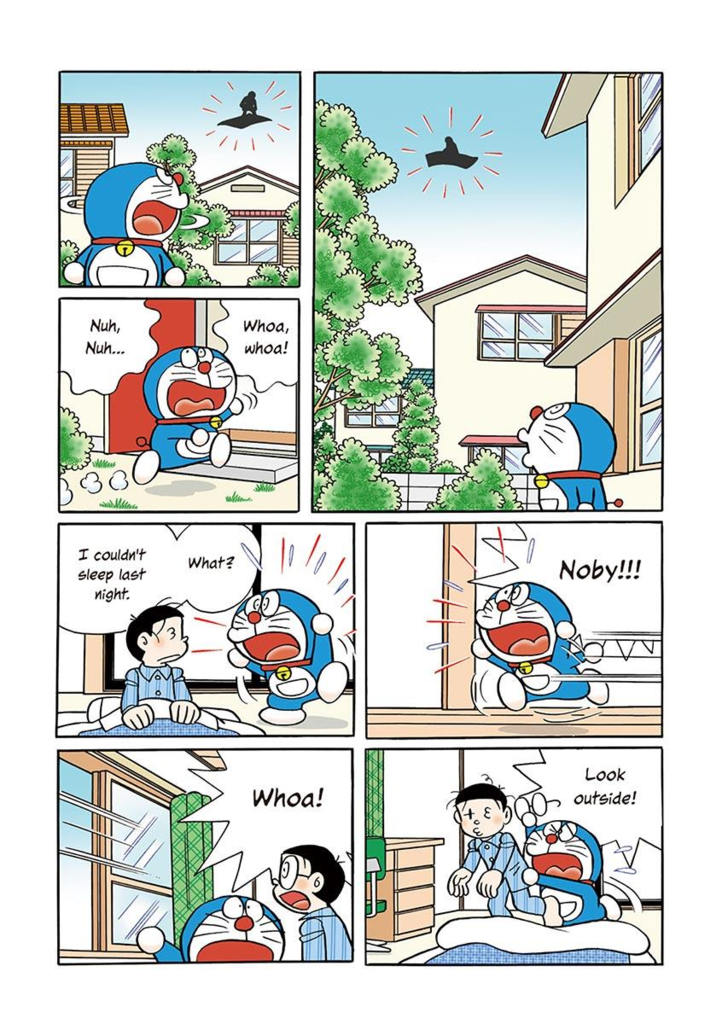 Whoa,
whoa!
Nuh,
Nuh...
Noby!!!
What?
I couldn't
sleep last
night.
Look
outside!
Whoa!